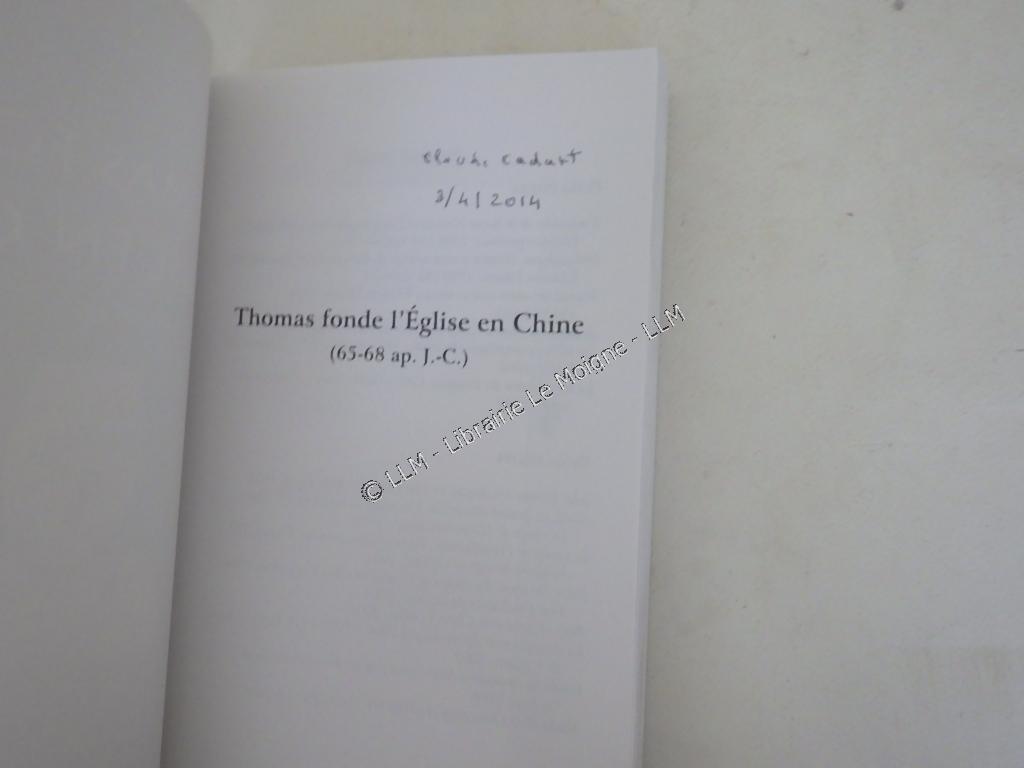 Claude Cadart
3/4/2014
Thomas fonde l'Église en Chine
(65-68 ap. J.-C.)
© LLM - Librairie Le Moigne - LLM